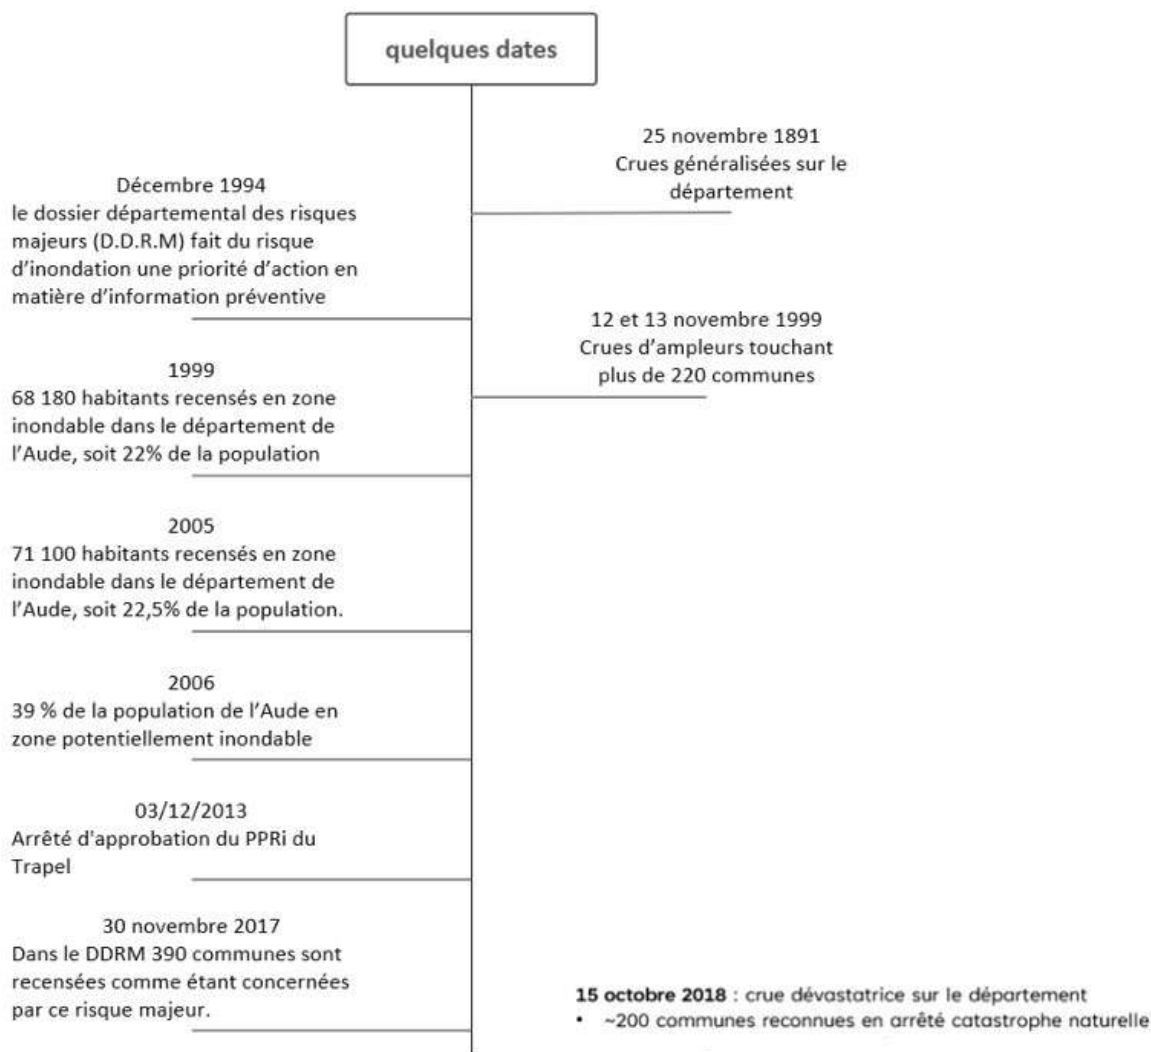 quelques dates
25 novembre 1891
Crues généralisées sur le
département
Décembre 1994
le dossier départemental des risques
majeurs (D.D.R.M) fait du risque
d'inondation une priorité d'action en
matière d'information préventive
12 et 13 novembre 1999
Crues d'ampleurs touchant
plus de 220 communes
1999
68 180 habitants recensés en zone
inondable dans le département de
l'Aude, soit 22% de la population
2005
71 100 habitants recensés en zone
inondable dans le département de
l'Aude, soit 22,5% de la population.
2006
39 % de la population de l'Aude en
zone potentiellement inondable
03/12/2013
Arrêté d'approbation du PPRi du
Trapel
30 novembre 2017
Dans le DDRM 390 communes sont
recensées comme étant concernées
par ce risque majeur.
15 octobre 2018 : crue dévastatrice sur le département
• ~200 communes reconnues en arrêté catastrophe naturelle